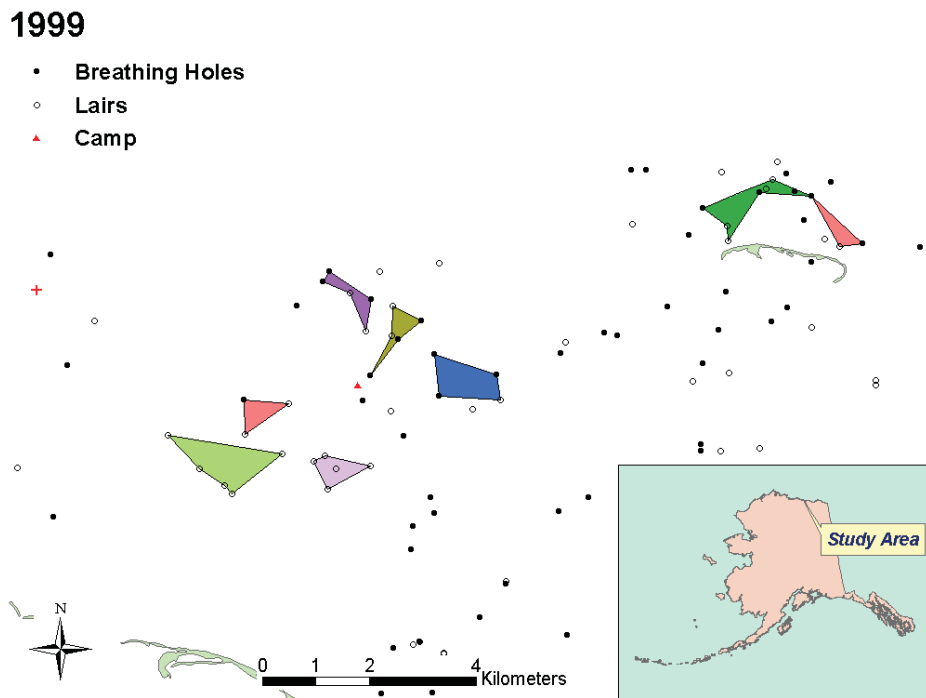 1999
Breathing Holes
Lairs
Camp
Study Area
N
0 1 2 4
Kilometers